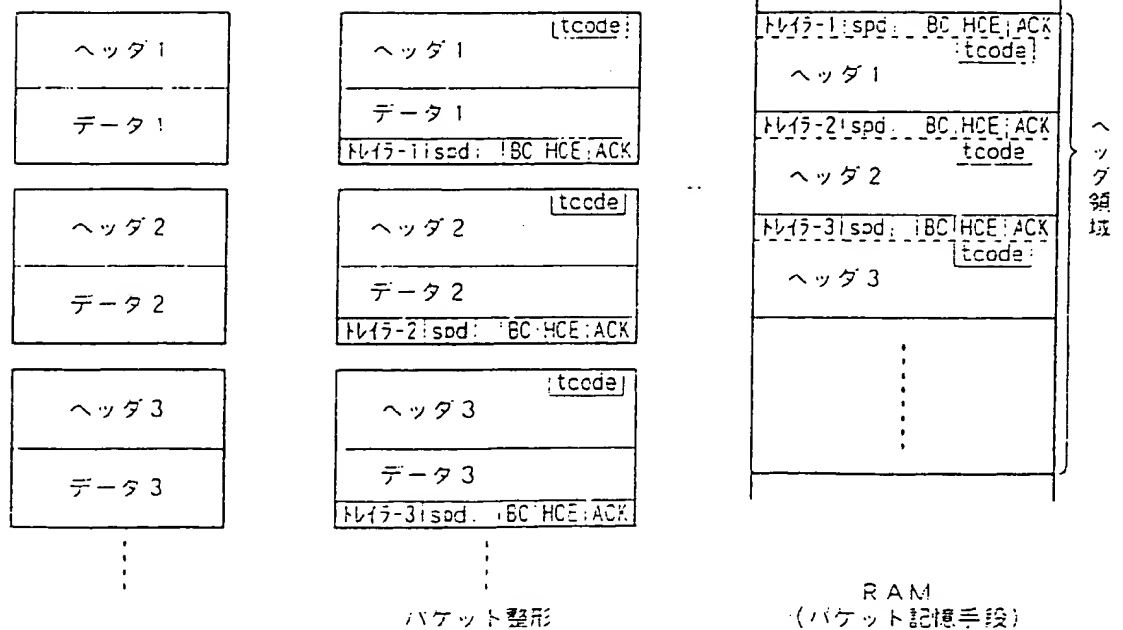 ヘッダ1
データ1
ヘッダ2
データ2
ヘッダ3
データ3
tcode
ヘッダ1
データ1
トレイラ-1 spd BC HCE ACK
tcode
ヘッダ2
データ2
トレイラ-2 spd BC HCE ACK
tcode
ヘッダ3
データ3
トレイラ-3 spd BC HCE ACK
パケット整形
トレイラ-1 spd BC HCE ACK
tcode
ヘッダ1
トレイラ-2 spd BC HCE ACK
tcode
ヘッダ2
トレイラ-3 spd BC HCE ACK
tcode
ヘッダ3
ヘッダ領域
RAM
(パケット記憶手段)